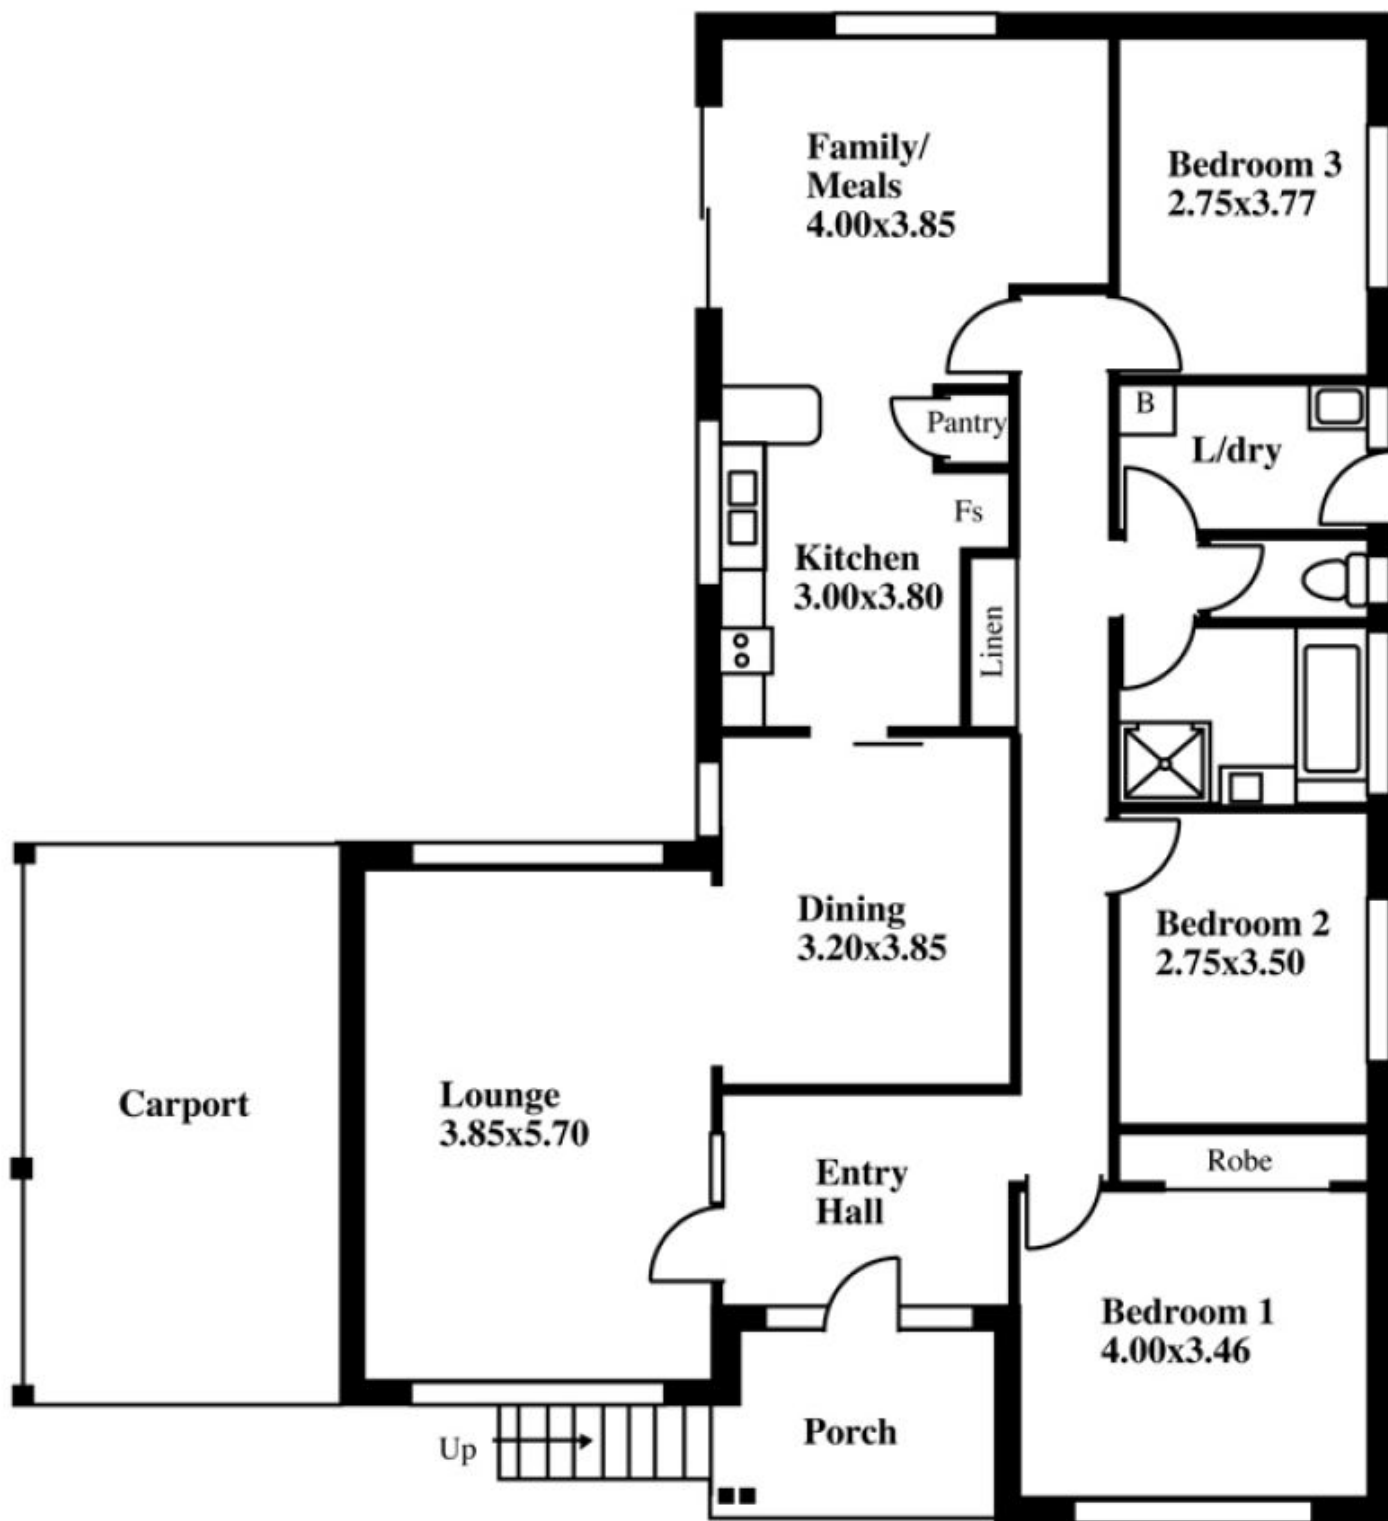 Family/
Meals
4.00x3.85
Bedroom 3
2.75x3.77
Pantry
B
L/dry
Fs
Kitchen
3.00x3.80
Linen
Dining
3.20x3.85
Bedroom 2
2.75x3.50
Carport
Lounge
3.85x5.70
Entry
Hall
Robe
Bedroom 1
4.00x3.46
Up
Porch